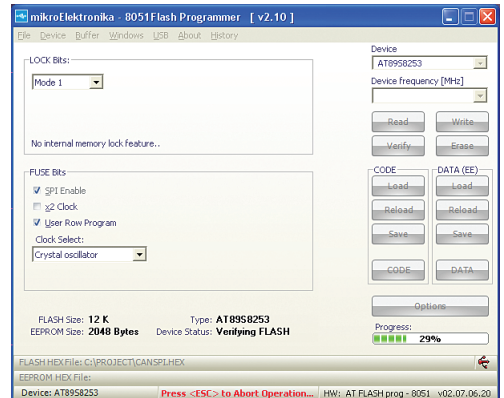 mikroElektronika - 8051 Flash Programmer [ v2.10 ]
File Device Buffer Windows USB About History
LOCK Bits:
Mode 1
No internal memory lock feature..
FUSE Bits
SPI Enable
x2 Clock
User Row Program
Clock Select:
Crystal oscillator
FLASH Size: 12 K Type: AT89S8253
EEPROM Size: 2048 Bytes Device Status: Verifying FLASH
Device
AT89S8253
Device frequency [MHz]
Read Write
Verify Erase
CODE DATA (EE)
Load Load
Reload Reload
Save Save
CODE DATA
Options
Progress:
29%
FLASH HEX File: C:\PROJECT\CANSPI.HEX
EEPROM HEX File:
Device: AT89S8253 Press <ESC> to Abort Operation... HW: AT FLASH prog - 8051 v02.07.06.20